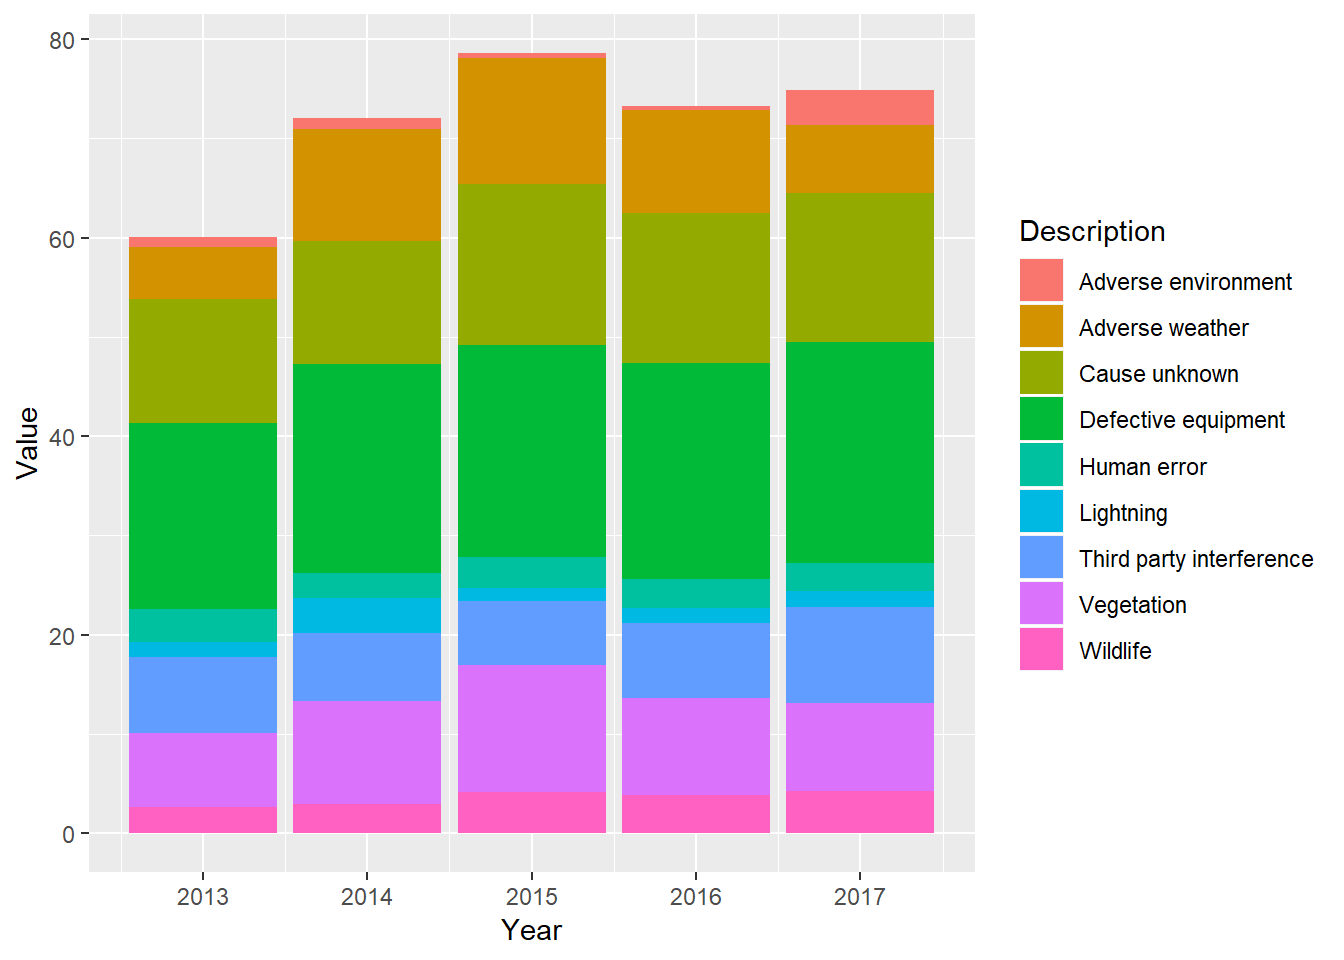 80
60
40
20
0
Value
2013 2014 2015 2016 2017
Year
Description
Adverse environment
Adverse weather
Cause unknown
Defective equipment
Human error
Lightning
Third party interference
Vegetation
Wildlife